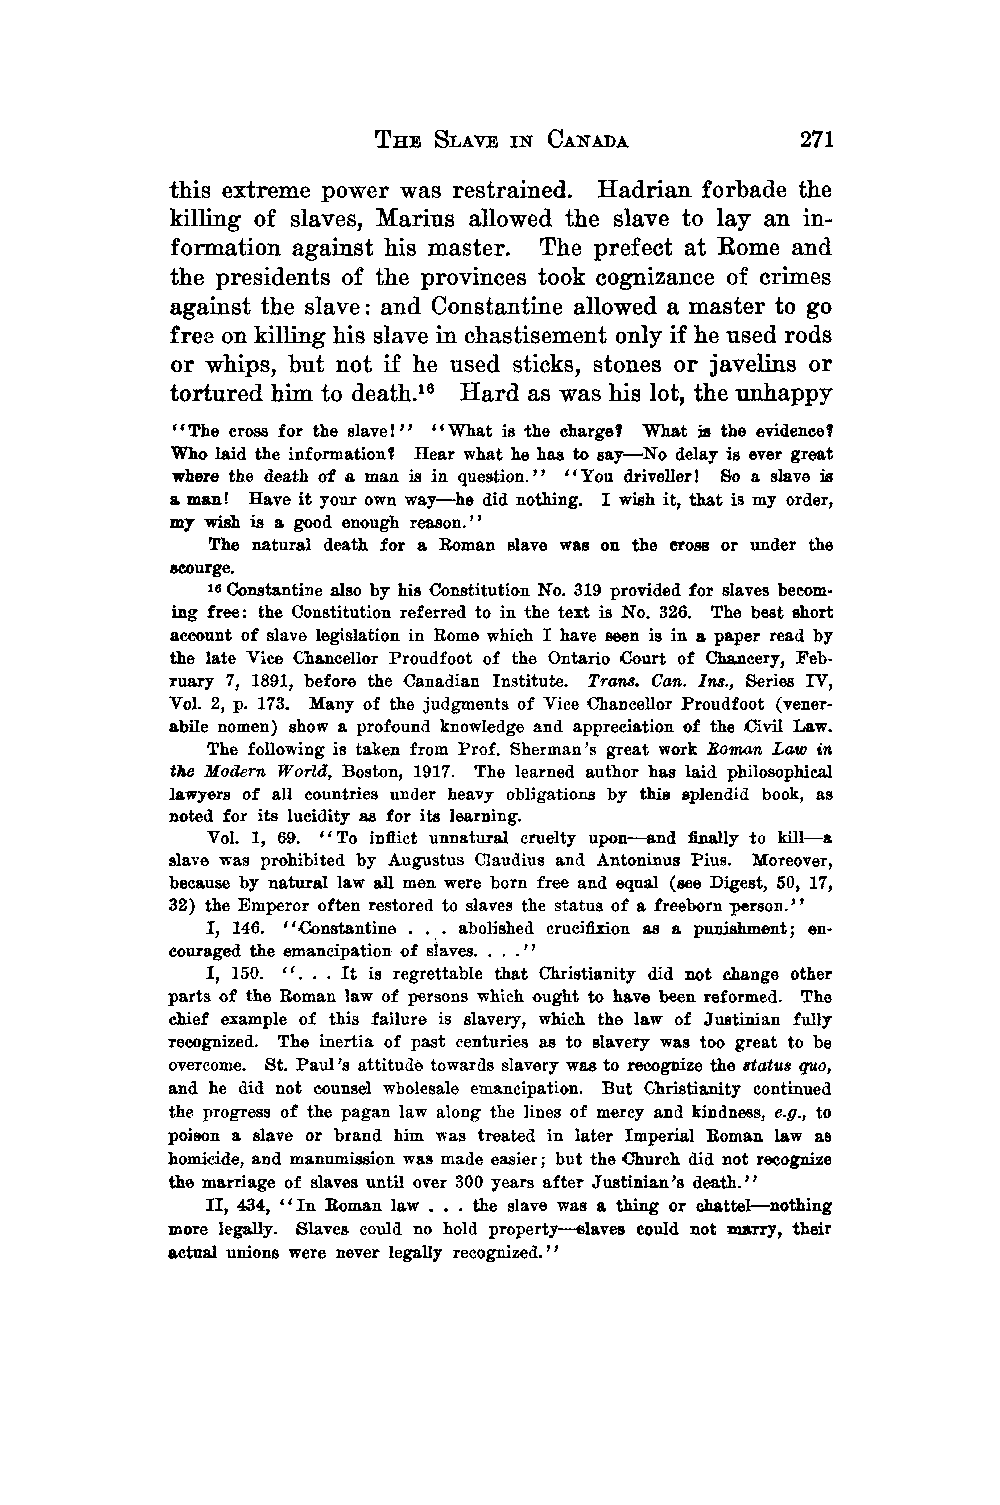 THE SLAVE IN CANADA 271
this extreme power was restrained. Hadrian forbade the
killing of slaves, Marius allowed the slave to lay an in-
formation against his master. The prefect at Rome and
the presidents of the provinces took cognizance of crimes
against the slave: and Constantine allowed a master to go
free on killing his slave in chastisement only if he used rods
or whips, but not if he used sticks, stones or javelins or
tortured him to death.¹⁶ Hard as was his lot, the unhappy
‘‘The cross for the slave!’’ ‘‘What is the charge? What is the evidence?
Who laid the information? Hear what he has to say—No delay is ever great
where the death of a man is in question.’’ ‘‘You driveller! So a slave is
a man! Have it your own way—he did nothing. I wish it, that is my order,
my wish is a good enough reason.’’
The natural death for a Roman slave was on the cross or under the
scourge.
¹⁶ Constantine also by his Constitution No. 319 provided for slaves becom-
ing free: the Constitution referred to in the text is No. 326. The best short
account of slave legislation in Rome which I have seen is in a paper read by
the late Vice Chancellor Proudfoot of the Ontario Court of Chancery, Feb-
ruary 7, 1891, before the Canadian Institute. Trans. Can. Ins., Series IV,
Vol. 2, p. 173. Many of the judgments of Vice Chancellor Proudfoot (vener-
abile nomen) show a profound knowledge and appreciation of the Civil Law.
The following is taken from Prof. Sherman's great work Roman Law in
the Modern World, Boston, 1917. The learned author has laid philosophical
lawyers of all countries under heavy obligations by this splendid book, as
noted for its lucidity as for its learning.
Vol. 1, 69. ‘‘To inflict unnatural cruelty upon—and finally to kill—a
slave was prohibited by Augustus Claudius and Antoninus Pius. Moreover,
because by natural law all men were born free and equal (see Digest, 50, 17,
32) the Emperor often restored to slaves the status of a freeborn person.’’
I, 146. ‘‘Constantine . . . abolished crucifixion as a punishment; en-
couraged the emancipation of slaves. . . .’’
I, 150. ‘‘. . . It is regrettable that Christianity did not change other
parts of the Roman law of persons which ought to have been reformed. The
chief example of this failure is slavery, which the law of Justinian fully
recognized. The inertia of past centuries as to slavery was too great to be
overcome. St. Paul's attitude towards slavery was to recognize the status quo,
and he did not counsel wholesale emancipation. But Christianity continued
the progress of the pagan law along the lines of mercy and kindness, e.g., to
poison a slave or brand him was treated in later Imperial Roman law as
homicide, and manumission was made easier; but the Church did not recognize
the marriage of slaves until over 300 years after Justinian's death.’’
II, 434, ‘‘In Roman law . . . the slave was a thing or chattel—nothing
more legally. Slaves could no hold property—slaves could not marry, their
actual unions were never legally recognized.’’